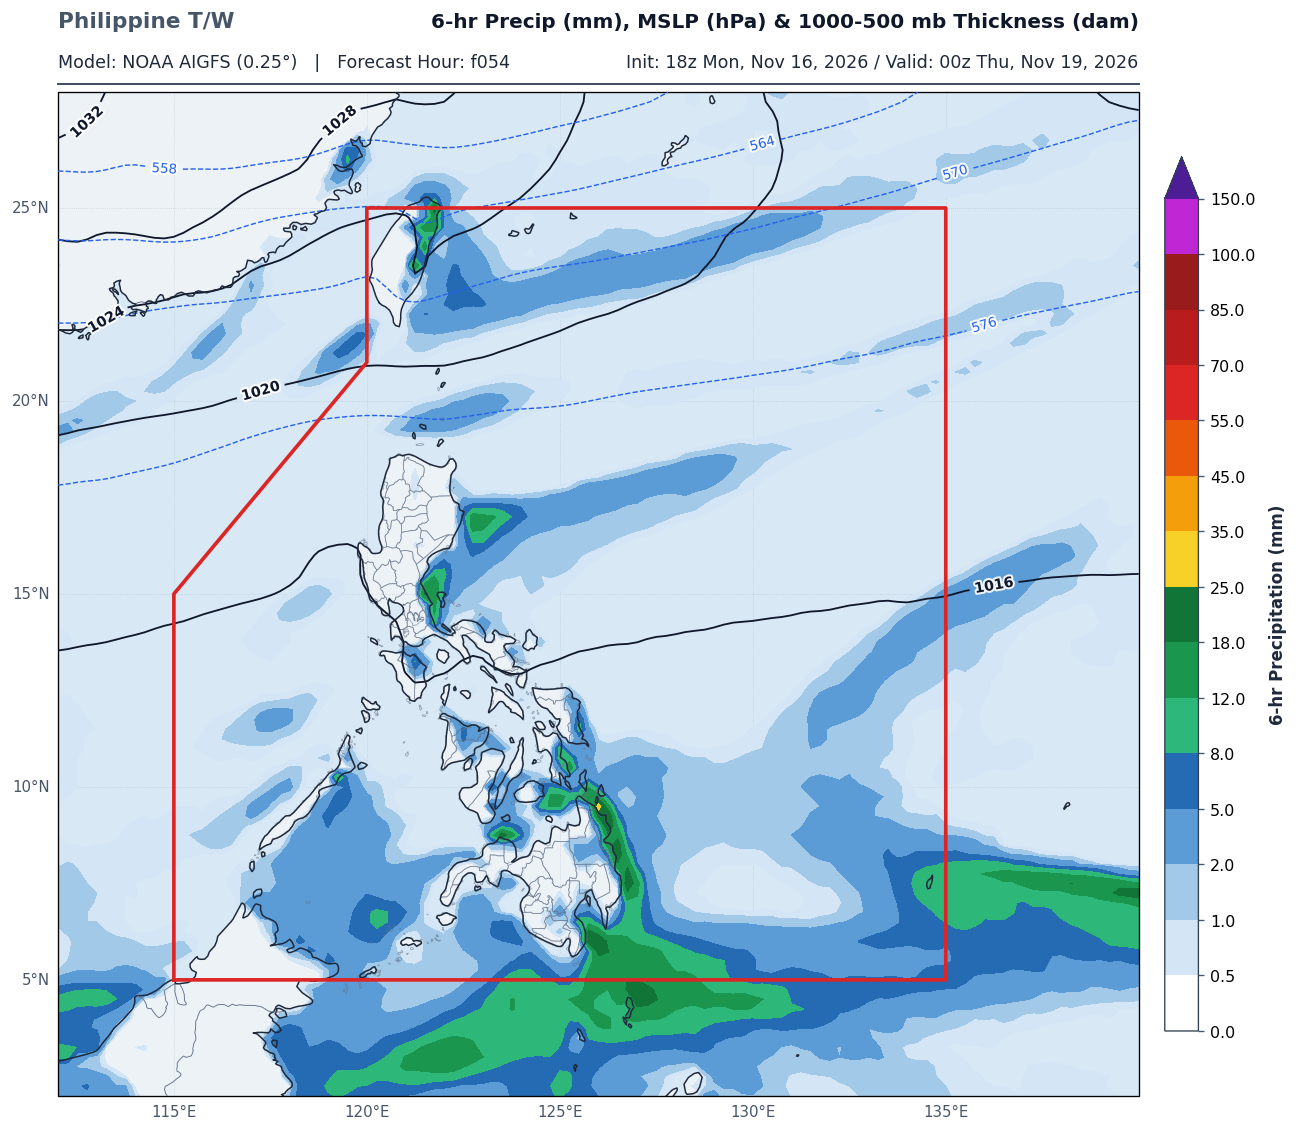 Philippine T/W
6-hr Precip (mm), MSLP (hPa) & 1000-500 mb Thickness (dam)
Model: NOAA AIGFS (0.25°) | Forecast Hour: f054
Init: 18z Mon, Nov 16, 2026 / Valid: 00z Thu, Nov 19, 2026
1032
1028
558
564
570
1024
576
1020
1016
25°N
20°N
15°N
10°N
5°N
115°E
120°E
125°E
130°E
135°E
150.0
100.0
85.0
70.0
55.0
45.0
35.0
25.0
18.0
12.0
8.0
5.0
2.0
1.0
0.5
0.0
6-hr Precipitation (mm)